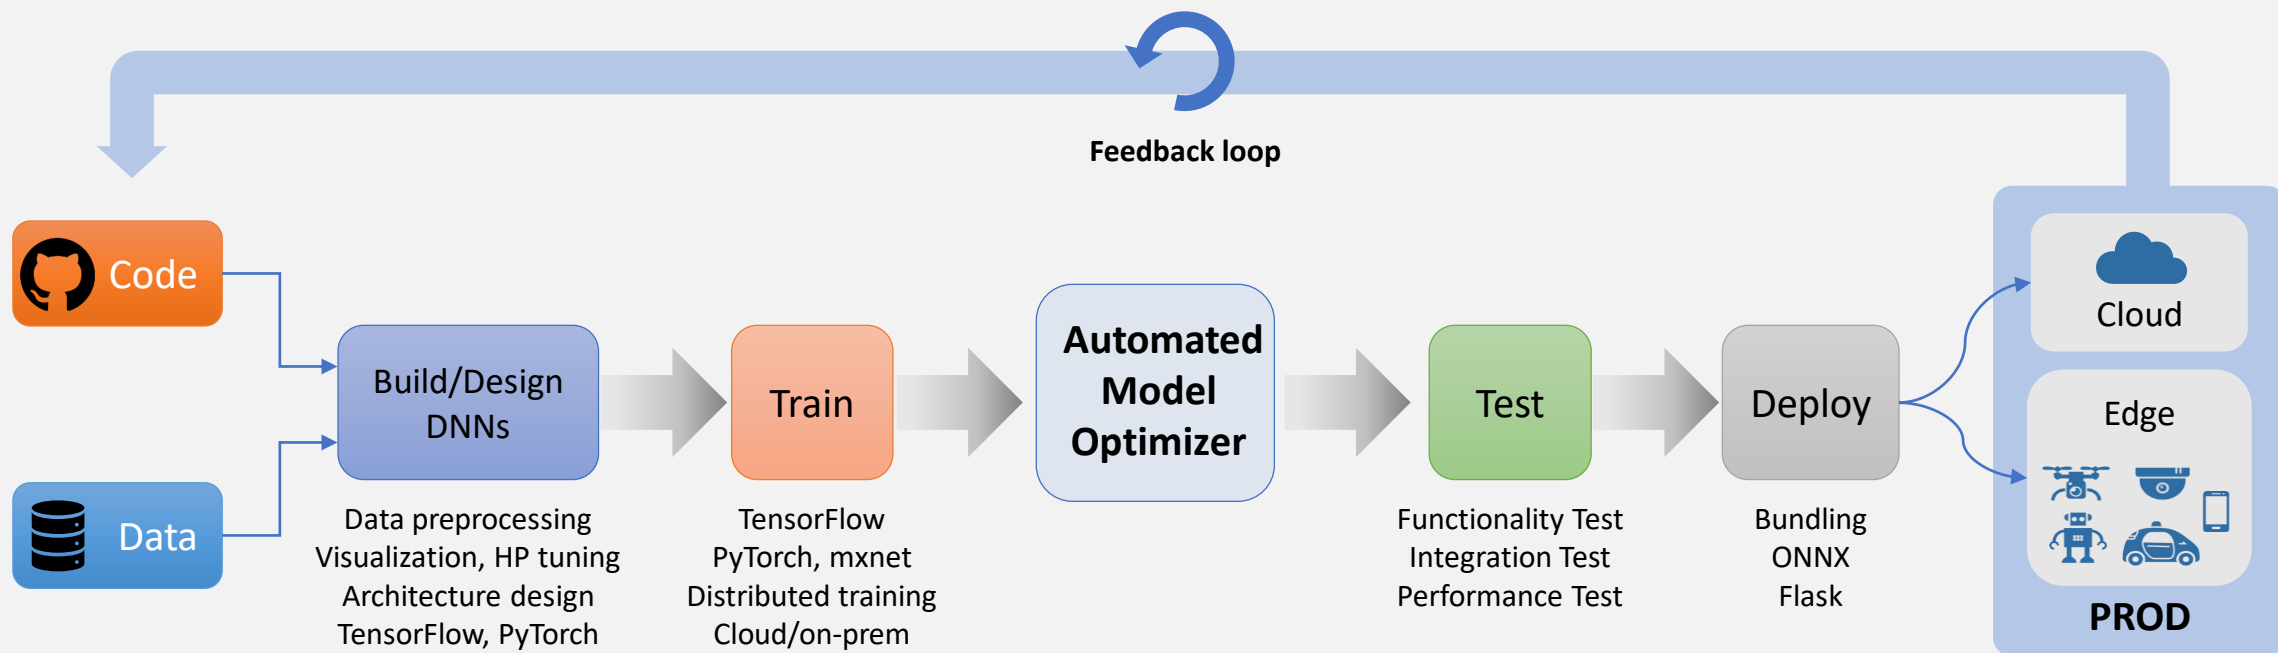 Feedback loop
Code
Data
Build/Design
DNNs
Data preprocessing
Visualization, HP tuning
Architecture design
TensorFlow, PyTorch
Train
TensorFlow
PyTorch, mxnet
Distributed training
Cloud/on-prem
Automated
Model
Optimizer
Test
Functionality Test
Integration Test
Performance Test
Deploy
Bundling
ONNX
Flask
Cloud
Edge
PROD